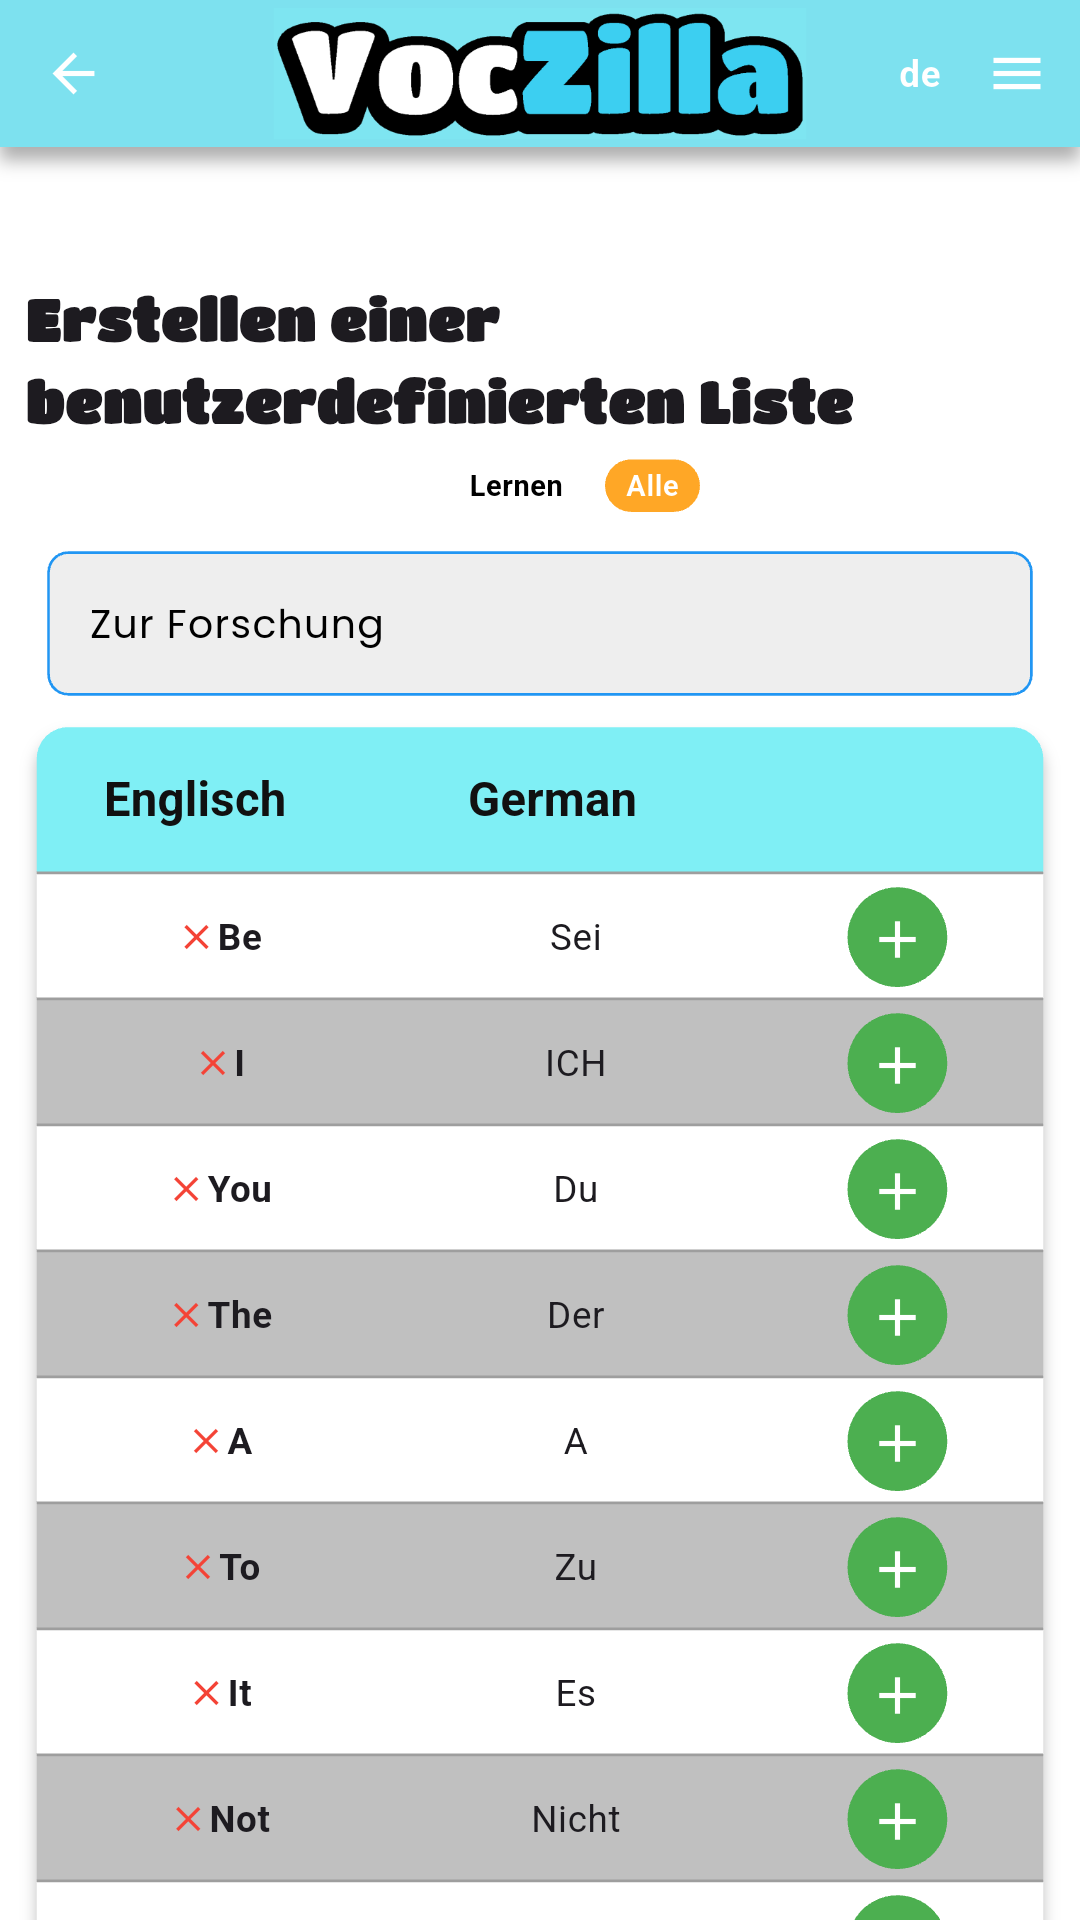 VocZilla
de
Erstellen einer
benutzerdefinierten Liste
Lernen Alle
Zur Forschung
Englisch German
Be Sei
I ICH
You Du
The Der
A A
To Zu
It Es
Not Nicht